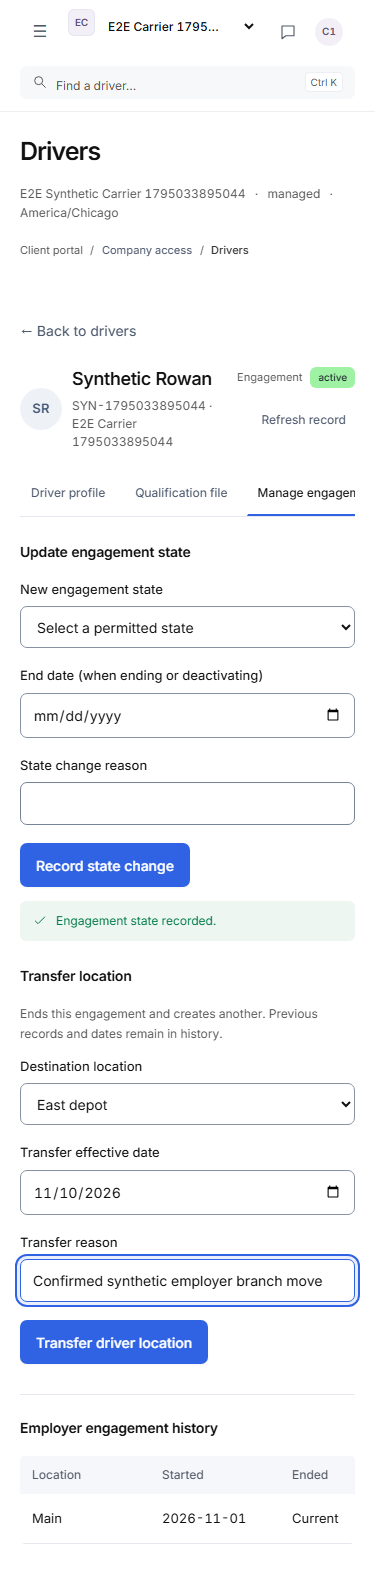 EC
E2E Carrier 1795...
C1
Find a driver...
Ctrl K
Drivers
E2E Synthetic Carrier 1795033895044 · managed ·
America/Chicago
Client portal / Company access / Drivers
← Back to drivers
SR
Synthetic Rowan
SYN-1795033895044 ·
E2E Carrier
1795033895044
Engagement active
Refresh record
Driver profile
Qualification file
Manage engagem
Update engagement state
New engagement state
Select a permitted state
End date (when ending or deactivating)
mm/dd/yyyy
State change reason
Record state change
Engagement state recorded.
Transfer location
Ends this engagement and creates another. Previous
records and dates remain in history.
Destination location
East depot
Transfer effective date
11/10/2026
Transfer reason
Confirmed synthetic employer branch move
Transfer driver location
Employer engagement history
Location Started Ended
Main 2026-11-01 Current